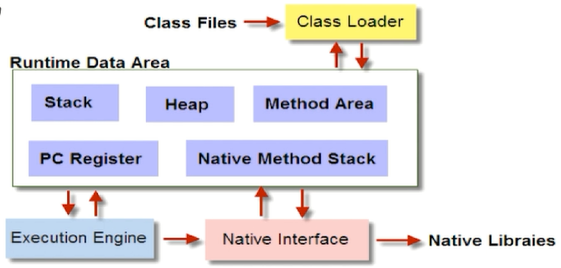 Class Files
Class Loader
Runtime Data Area
Stack
Heap
Method Area
PC Register
Native Method Stack
Execution Engine
Native Interface
Native Libraies